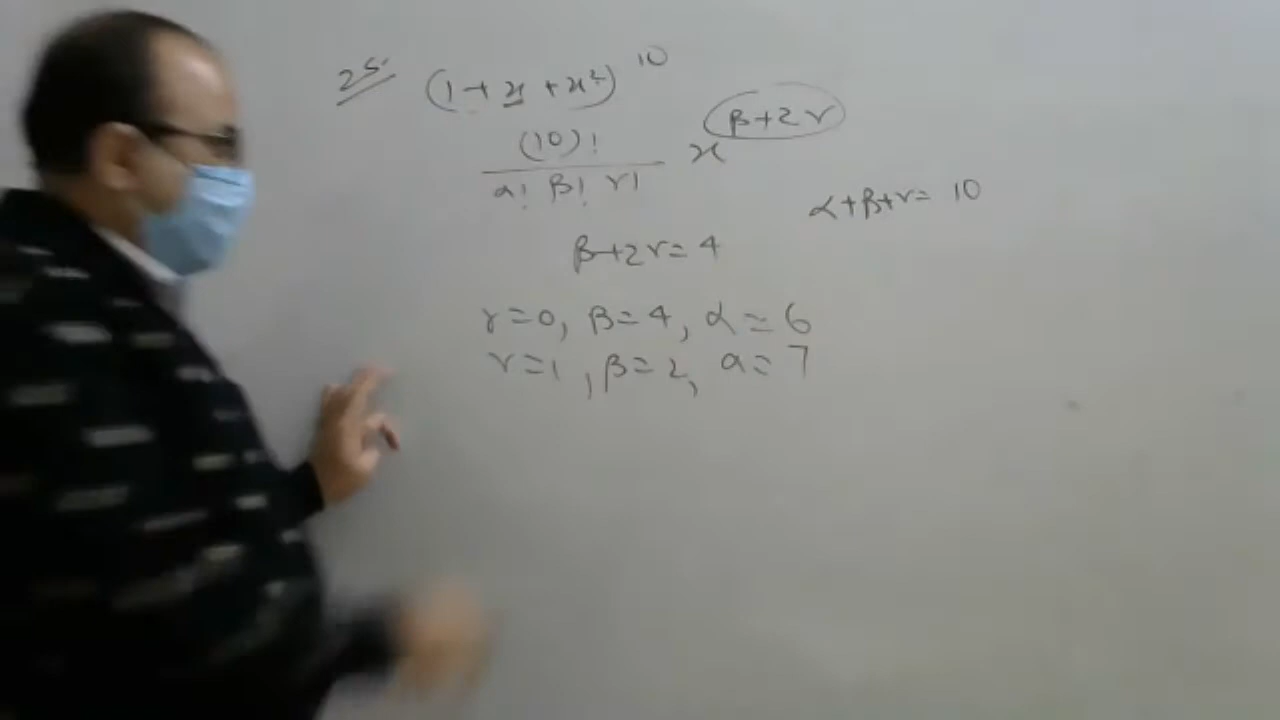 25. (1+x+x²)^10
(10)!
α! β! γ! x^(β+2γ)
α+β+γ= 10
β+2γ= 4
γ=0, β=4, α=6
γ=1, β=2, α=7